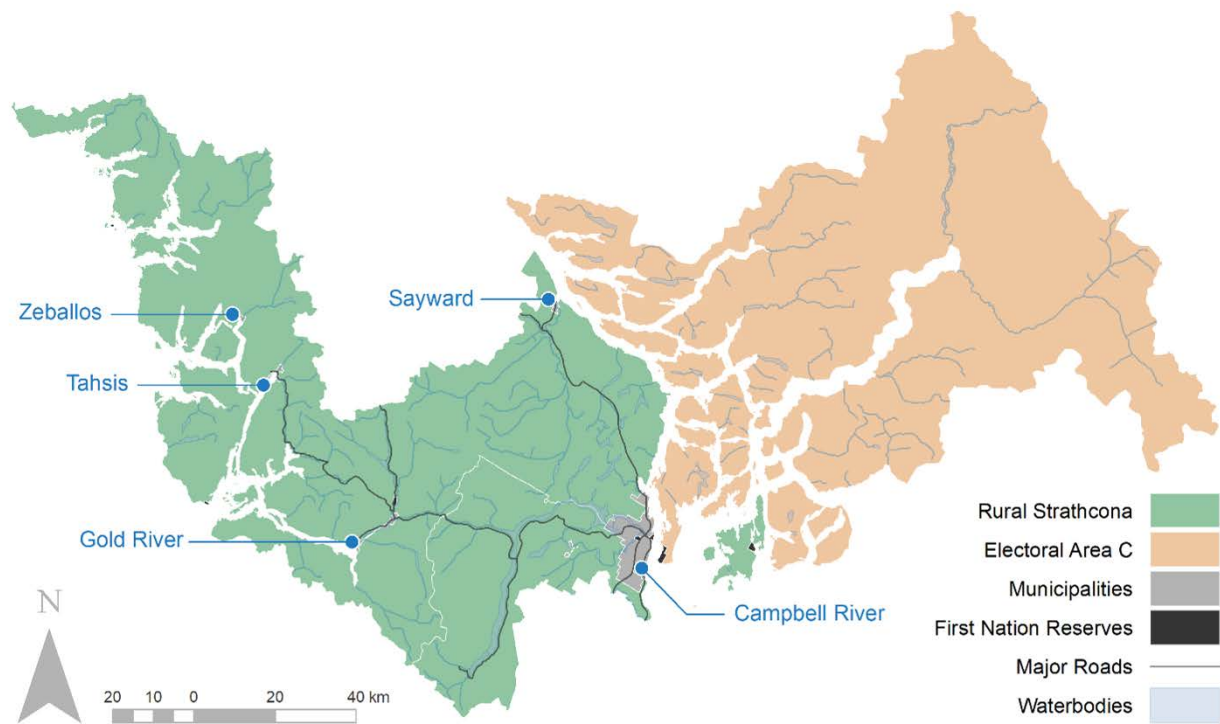 Zeballos
Sayward
Tahsis
Gold River
Campbell River
Rural Strathcona
Electoral Area C
Municipalities
First Nation Reserves
Major Roads
Waterbodies
N
20 10 0 20 40 km